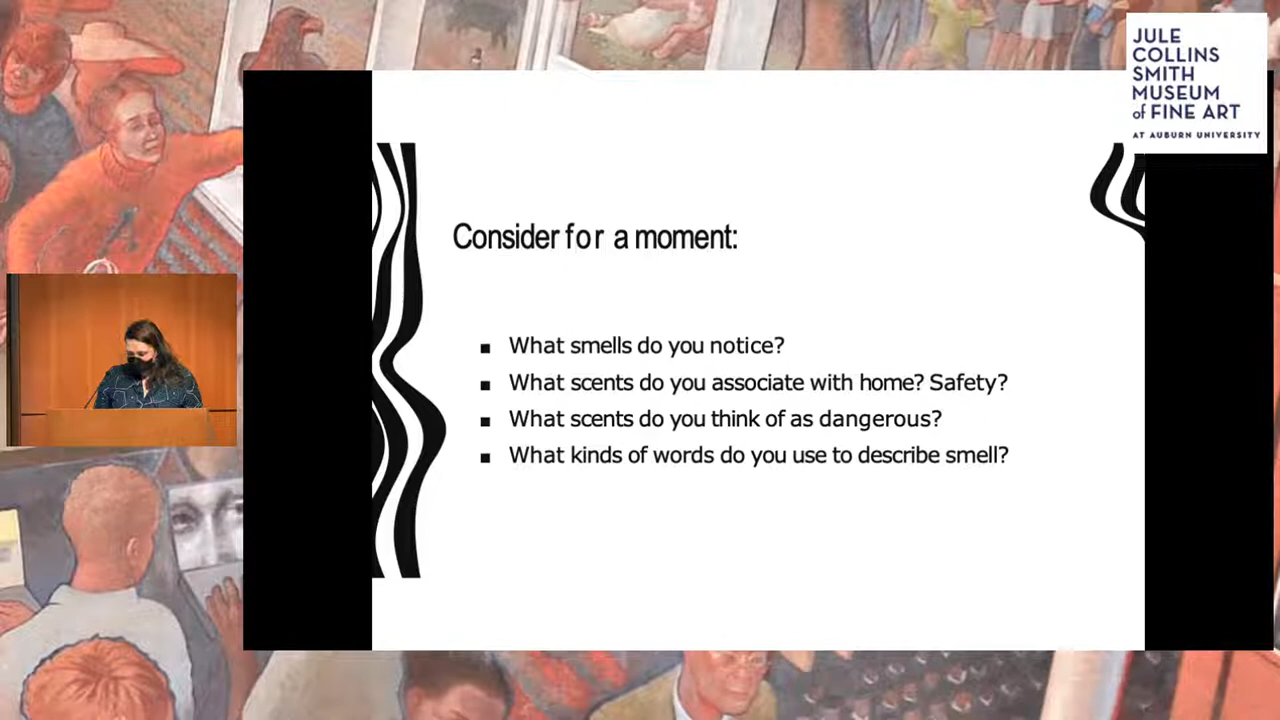 JULE
COLLINS
SMITH
MUSEUM
of FINE ART
AT AUBURN UNIVERSITY
Consider for a moment:
What smells do you notice?
What scents do you associate with home? Safety?
What scents do you think of as dangerous?
What kinds of words do you use to describe smell?
A